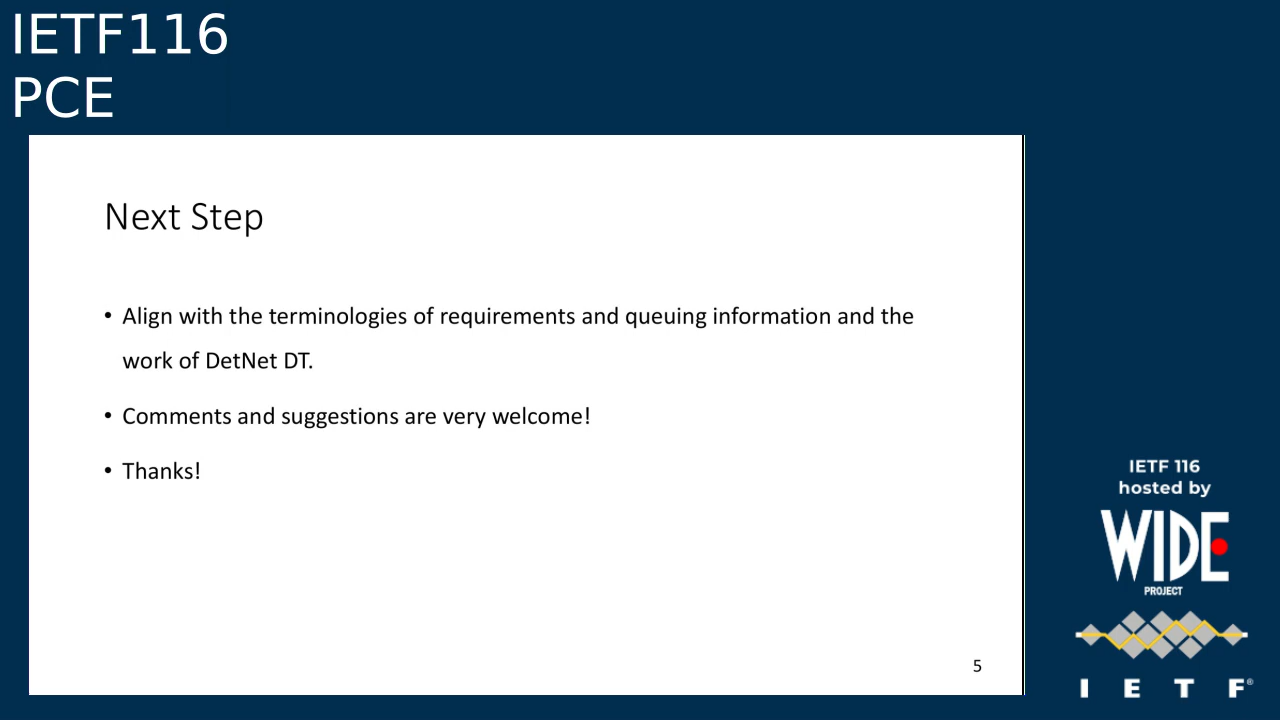 IETF116
PCE
Next Step
• Align with the terminologies of requirements and queuing information and the
work of DetNet DT.
• Comments and suggestions are very welcome!
• Thanks!
5
IETF 116
hosted by
WIDE
PROJECT
I E T F®